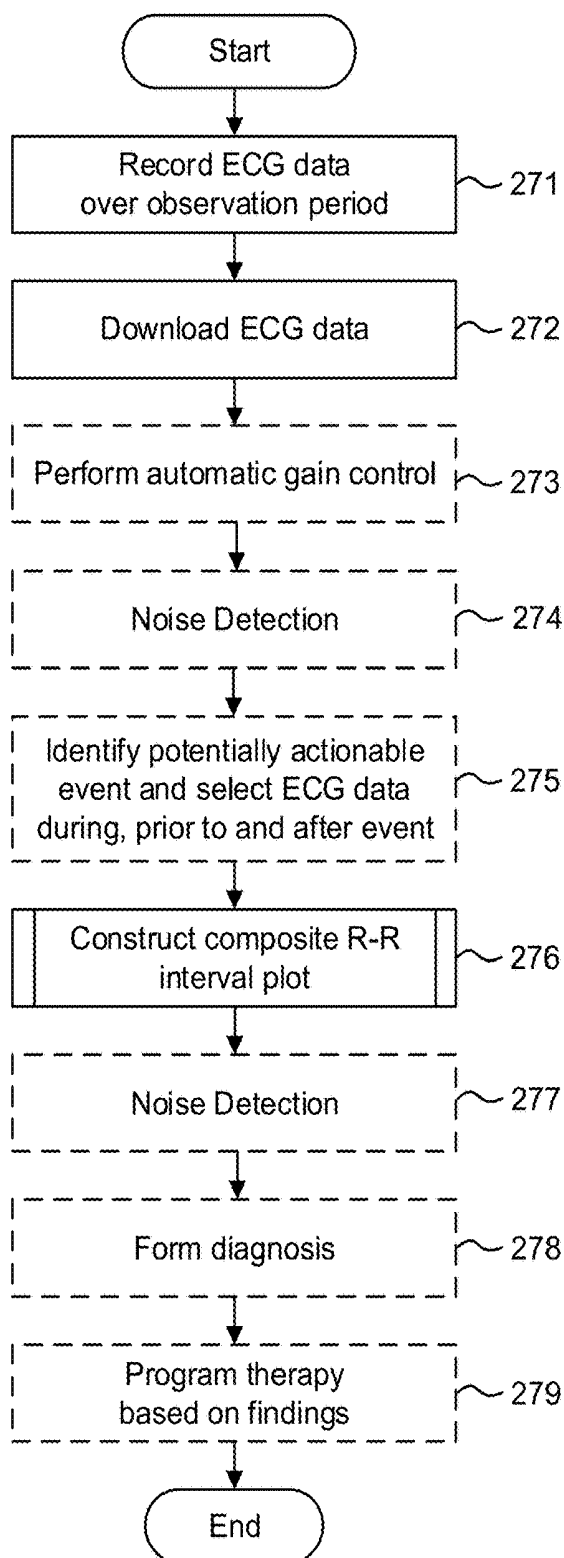 Start
Record ECG data
over observation period
271
Download ECG data
272
Perform automatic gain control
273
Noise Detection
274
Identify potentially actionable
event and select ECG data
during, prior to and after event
275
Construct composite R-R
interval plot
276
Noise Detection
277
Form diagnosis
278
Program therapy
based on findings
279
End